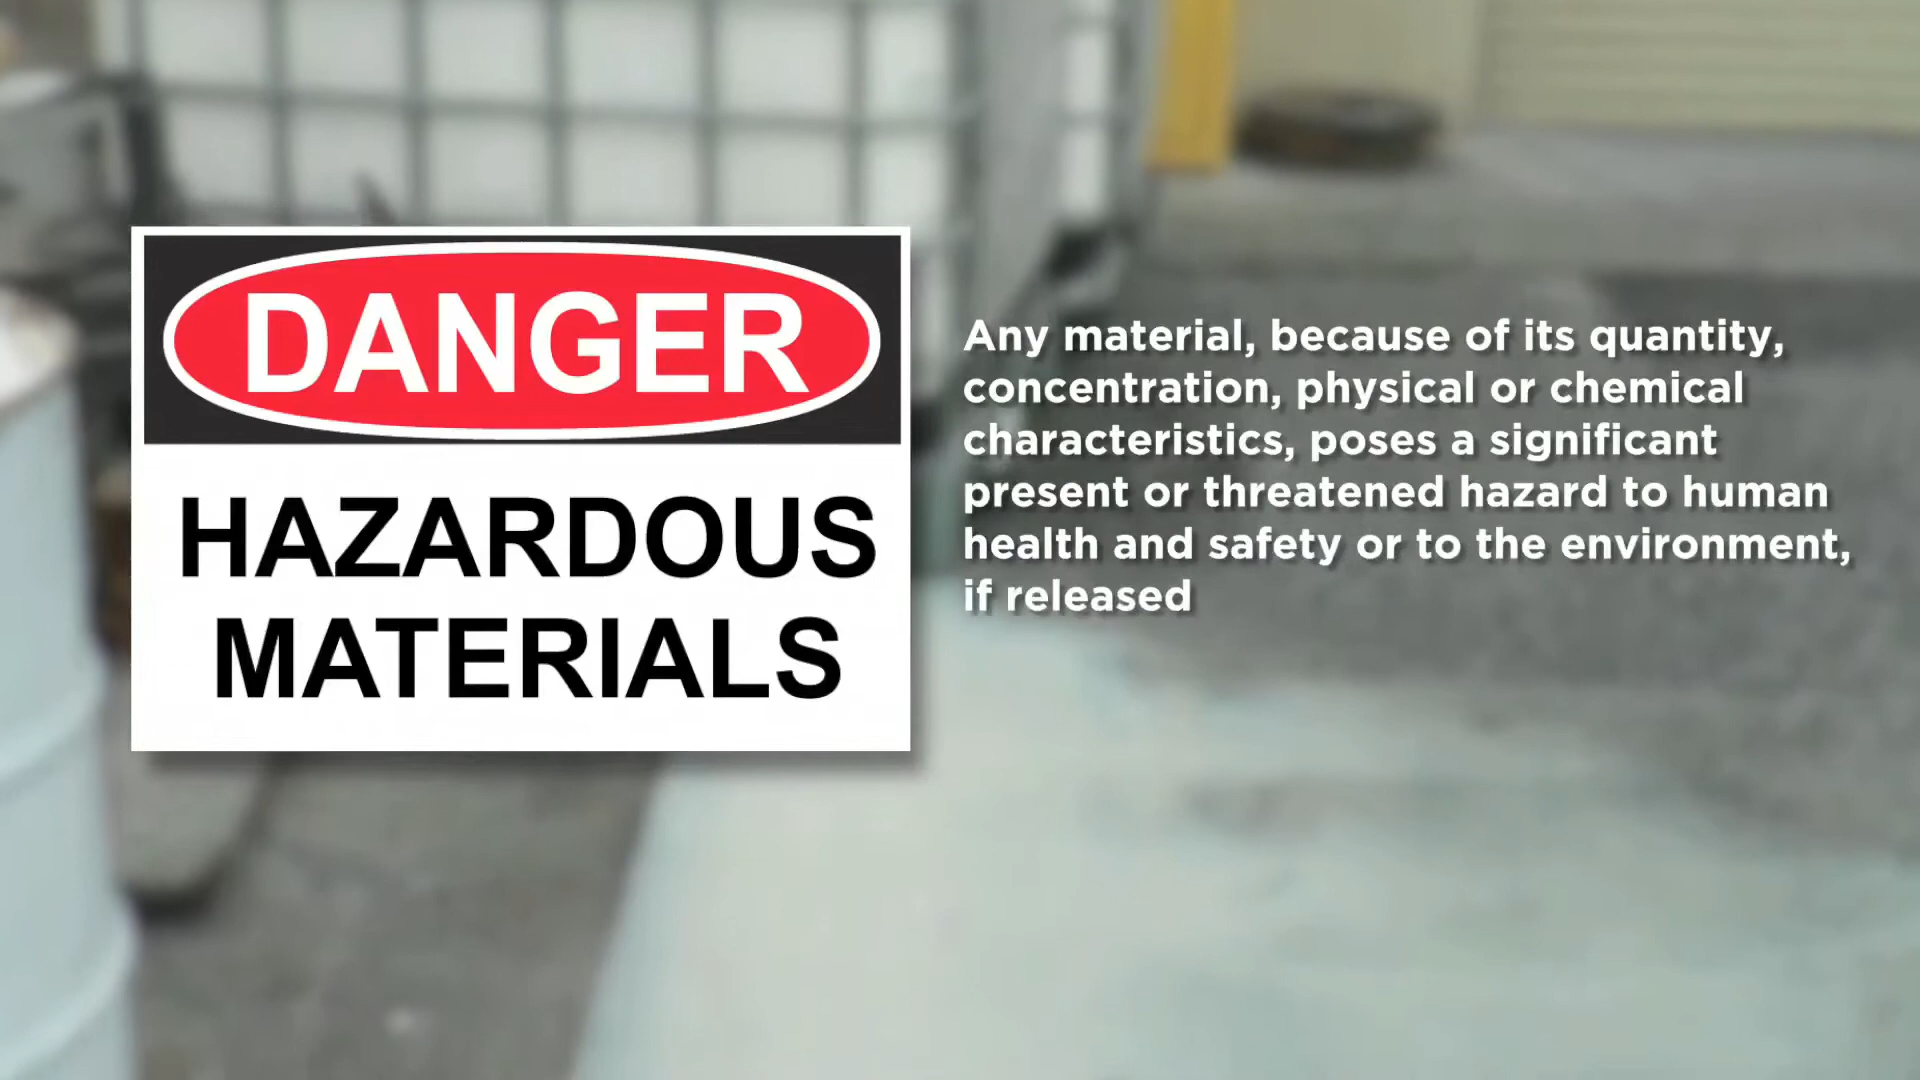 DANGER
HAZARDOUS
MATERIALS
Any material, because of its quantity,
concentration, physical or chemical
characteristics, poses a significant
present or threatened hazard to human
health and safety or to the environment,
if released